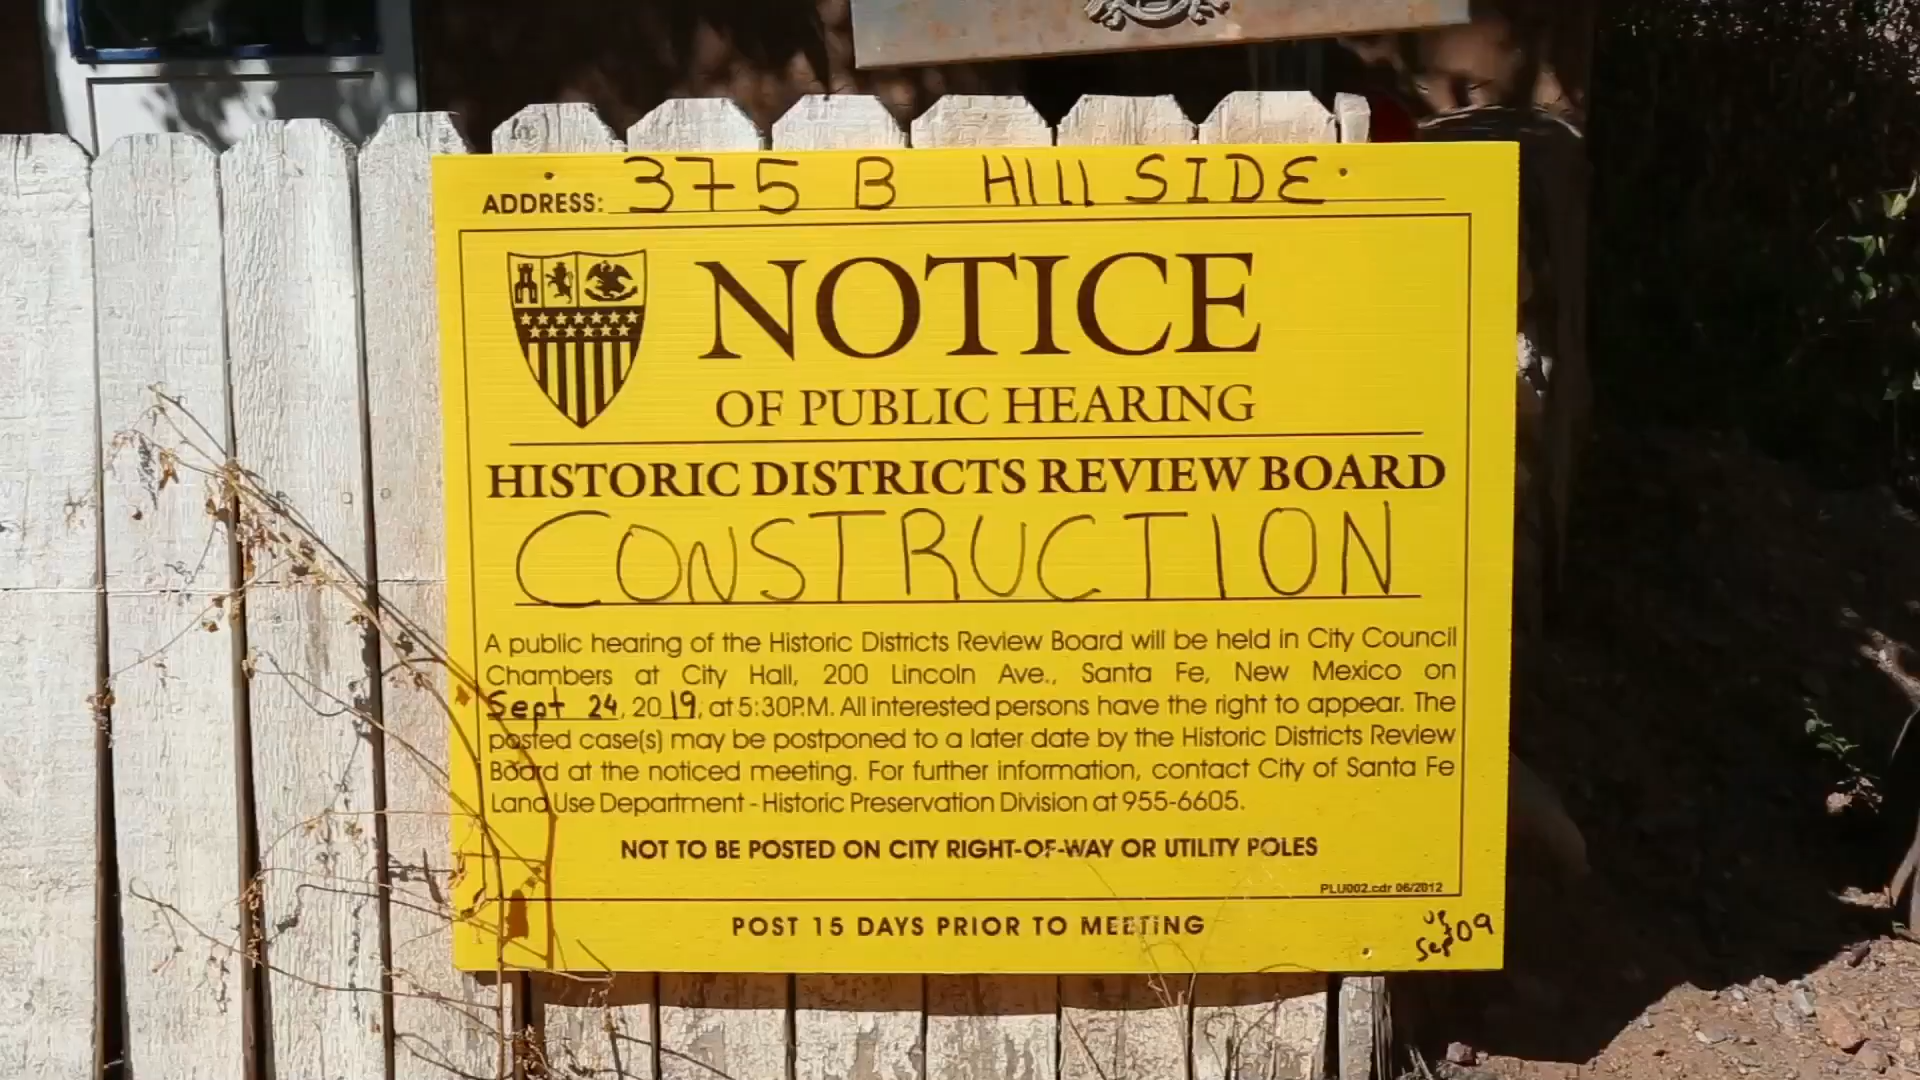 ADDRESS: 375 B HILLSIDE
NOTICE
OF PUBLIC HEARING
HISTORIC DISTRICTS REVIEW BOARD
CONSTRUCTION
A public hearing of the Historic Districts Review Board will be held in City Council
Chambers at City Hall, 200 Lincoln Ave., Santa Fe, New Mexico on
Sept 24, 2019, at 5:30P.M. All interested persons have the right to appear. The
posted case(s) may be postponed to a later date by the Historic Districts Review
Board at the noticed meeting. For further information, contact City of Santa Fe
Land Use Department - Historic Preservation Division at 955-6605.
NOT TO BE POSTED ON CITY RIGHT-OF-WAY OR UTILITY POLES
PLU002.cdr 06/2012
POST 15 DAYS PRIOR TO MEETING
Sep 09